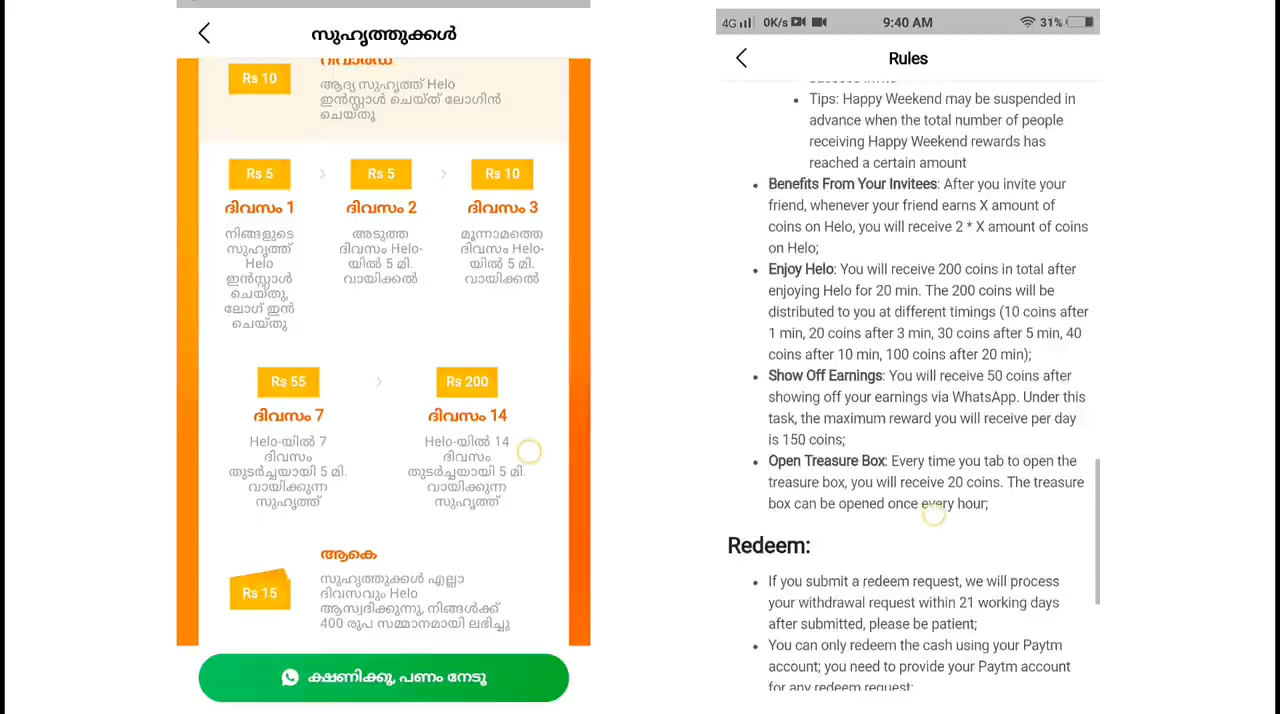 സുഹൃത്തുക്കൾ
Rs 10
റിവാർഡ്
ആദ്യ സുഹൃത്ത് Helo
ഇൻസ്റ്റാൾ ചെയ്ത് ലോഗിൻ
ചെയ്തു
Rs 5
Rs 5
Rs 10
ദിവസം 1
ദിവസം 2
ദിവസം 3
നിങ്ങളുടെ
സുഹൃത്ത്
Helo
ഇൻസ്റ്റാൾ
ചെയ്തു,
ലോഗ് ഇൻ
ചെയ്തു
അടുത്ത
ദിവസം Helo-
യിൽ 5 മി.
വായിക്കൽ
മൂന്നാമത്തെ
ദിവസം Helo-
യിൽ 5 മി.
വായിക്കൽ
Rs 55
Rs 200
ദിവസം 7
ദിവസം 14
Helo-യിൽ 7
ദിവസം
തുടർച്ചയായി 5 മി.
വായിക്കുന്ന
സുഹൃത്ത്
Helo-യിൽ 14
ദിവസം
തുടർച്ചയായി 5 മി.
വായിക്കുന്ന
സുഹൃത്ത്
Rs 15
ആകെ
സുഹൃത്തുക്കൾ എല്ലാ
ദിവസവും Helo
ആസ്വദിക്കുന്നു, നിങ്ങൾക്ക്
400 രൂപ സമ്മാനമായി ലഭിച്ചു
ക്ഷണിക്കൂ, പണം നേടൂ
4G 0K/s 9:40 AM 31%
Rules
Success Invite
Tips: Happy Weekend may be suspended in
advance when the total number of people
receiving Happy Weekend rewards has
reached a certain amount
Benefits From Your Invitees: After you invite your
friend, whenever your friend earns X amount of
coins on Helo, you will receive 2 * X amount of coins
on Helo;
Enjoy Helo: You will receive 200 coins in total after
enjoying Helo for 20 min. The 200 coins will be
distributed to you at different timings (10 coins after
1 min, 20 coins after 3 min, 30 coins after 5 min, 40
coins after 10 min, 100 coins after 20 min);
Show Off Earnings: You will receive 50 coins after
showing off your earnings via WhatsApp. Under this
task, the maximum reward you will receive per day
is 150 coins;
Open Treasure Box: Every time you tab to open the
treasure box, you will receive 20 coins. The treasure
box can be opened once every hour;
Redeem:
If you submit a redeem request, we will process
your withdrawal request within 21 working days
after submitted, please be patient;
You can only redeem the cash using your Paytm
account; you need to provide your Paytm account
for any redeem request;